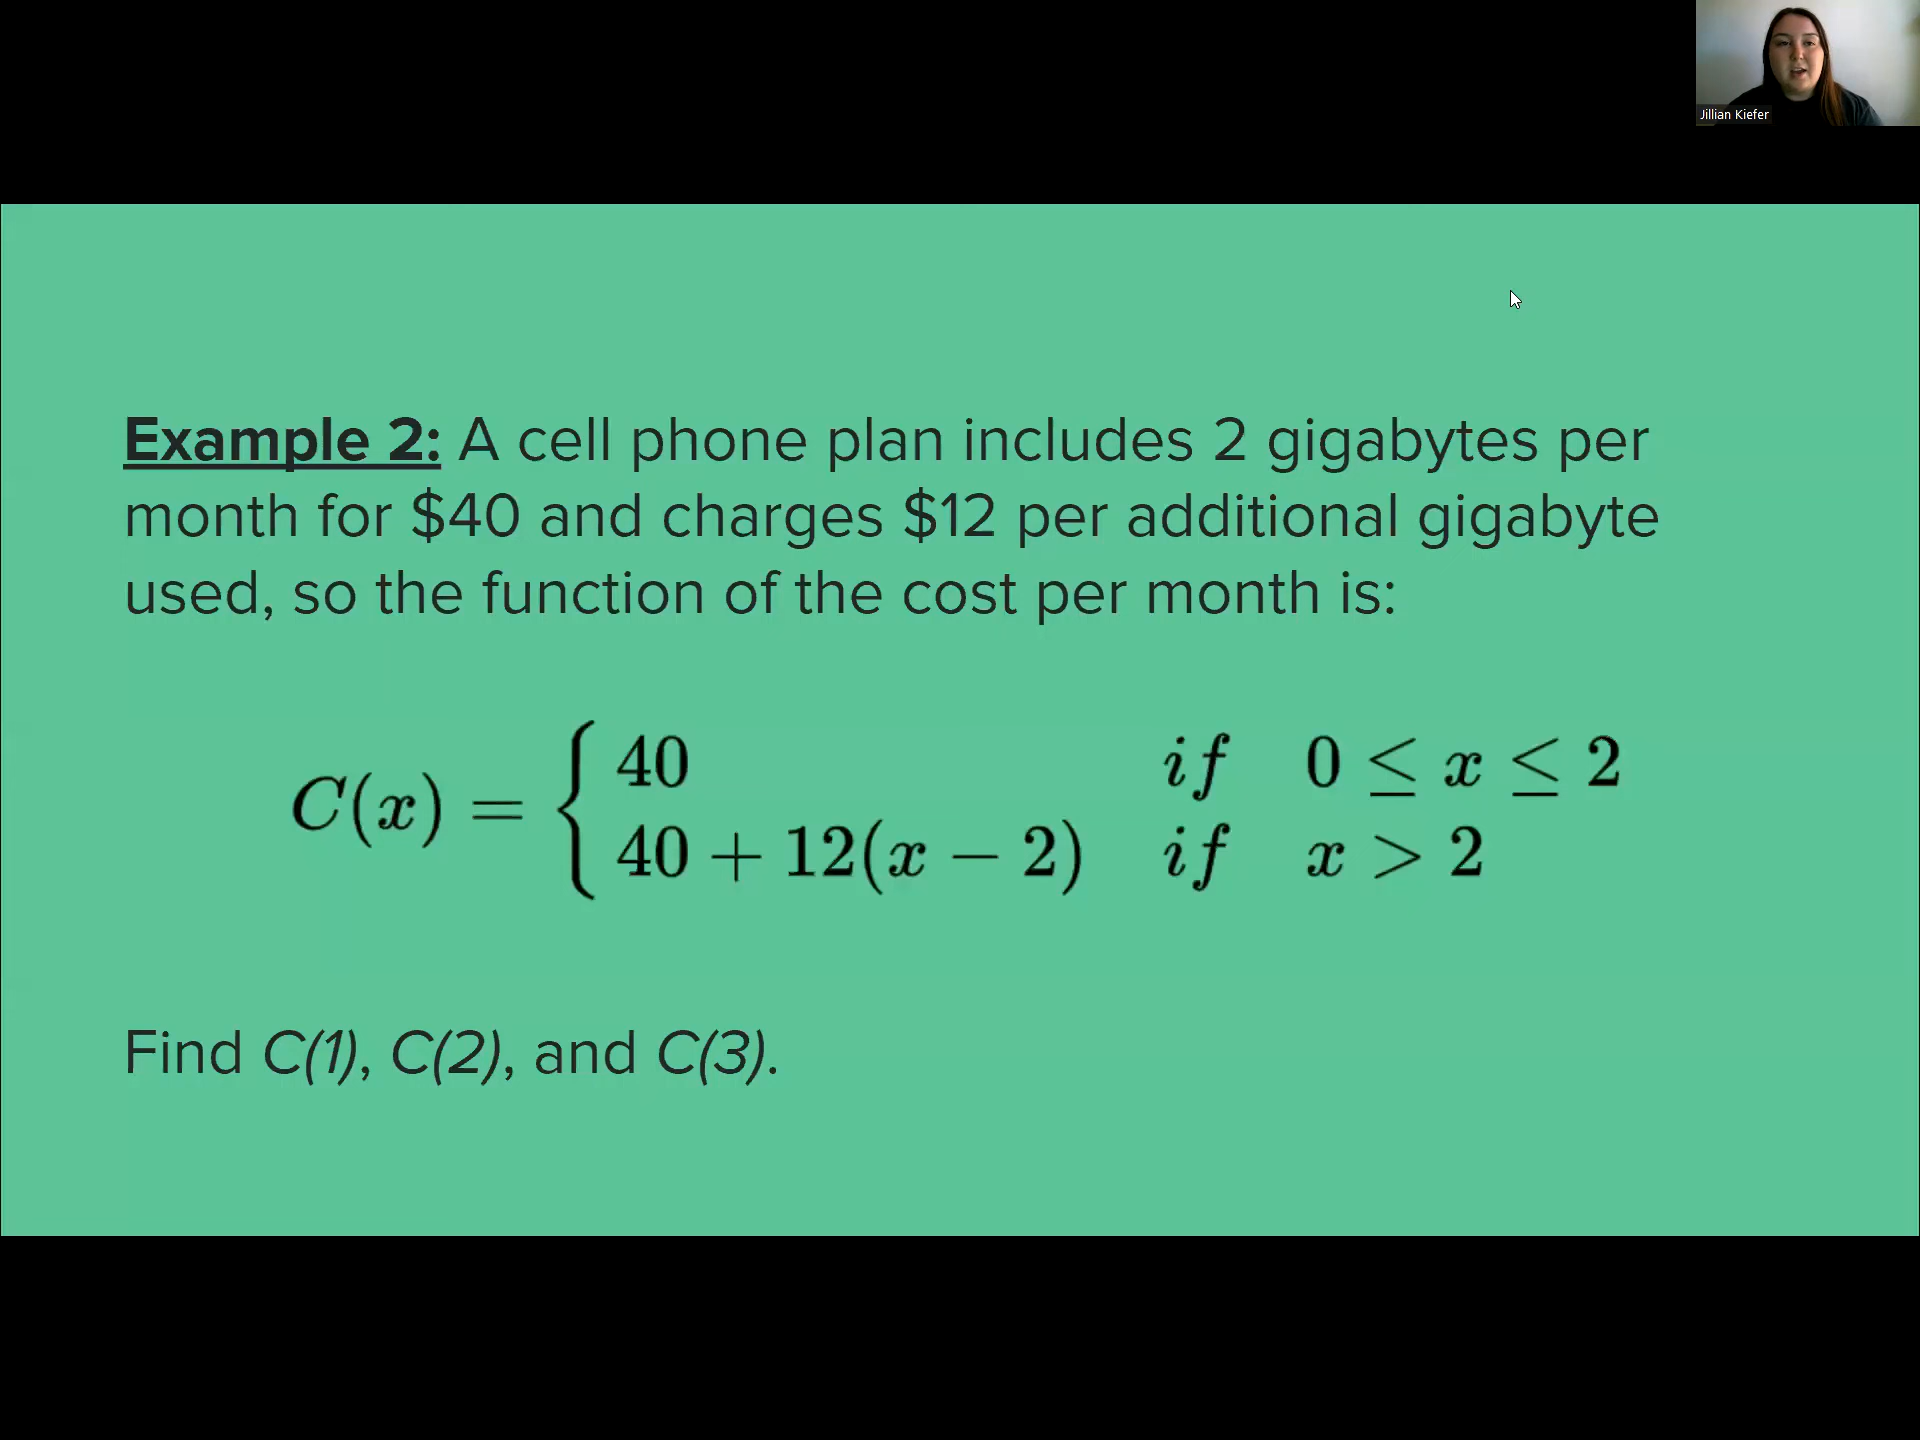 Jillian Kiefer
Example 2: A cell phone plan includes 2 gigabytes per
month for $40 and charges $12 per additional gigabyte
used, so the function of the cost per month is:
C(x) = { 40 if 0 ≤ x ≤ 2
40 + 12(x − 2) if x > 2
Find C(1), C(2), and C(3).